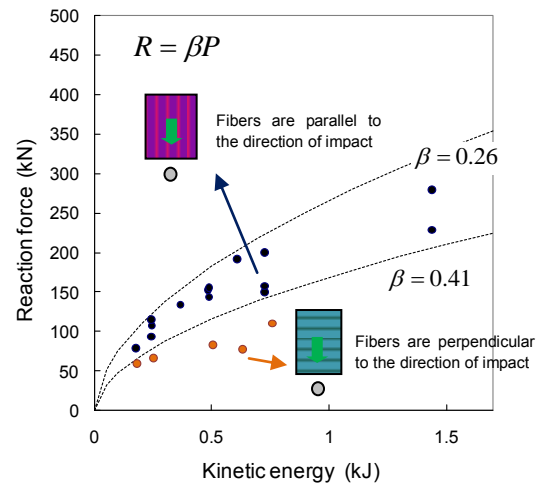 500
450
400
350
300
250
200
150
100
50
0
Reaction force (kN)
R = βP
Fibers are parallel to
the direction of impact
β = 0.26
β = 0.41
Fibers are perpendicular
to the direction of impact
0
0.5
1
1.5
Kinetic energy (kJ)